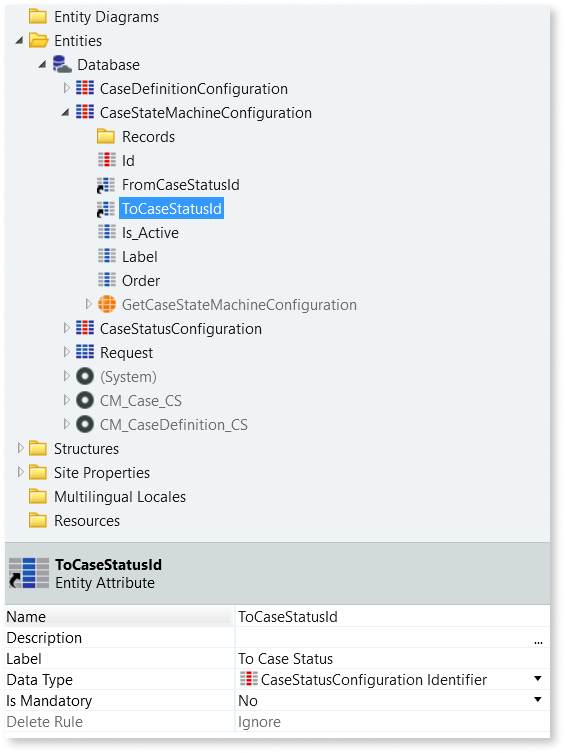 Entity Diagrams
Entities
Database
CaseDefinitionConfiguration
CaseStateMachineConfiguration
Records
Id
FromCaseStatusId
ToCaseStatusId
Is_Active
Label
Order
GetCaseStateMachineConfiguration
CaseStatusConfiguration
Request
(System)
CM_Case_CS
CM_CaseDefinition_CS
Structures
Site Properties
Multilingual Locales
Resources
ToCaseStatusId
Entity Attribute
Name ToCaseStatusId
Description ...
Label To Case Status
Data Type CaseStatusConfiguration Identifier
Is Mandatory No
Delete Rule Ignore